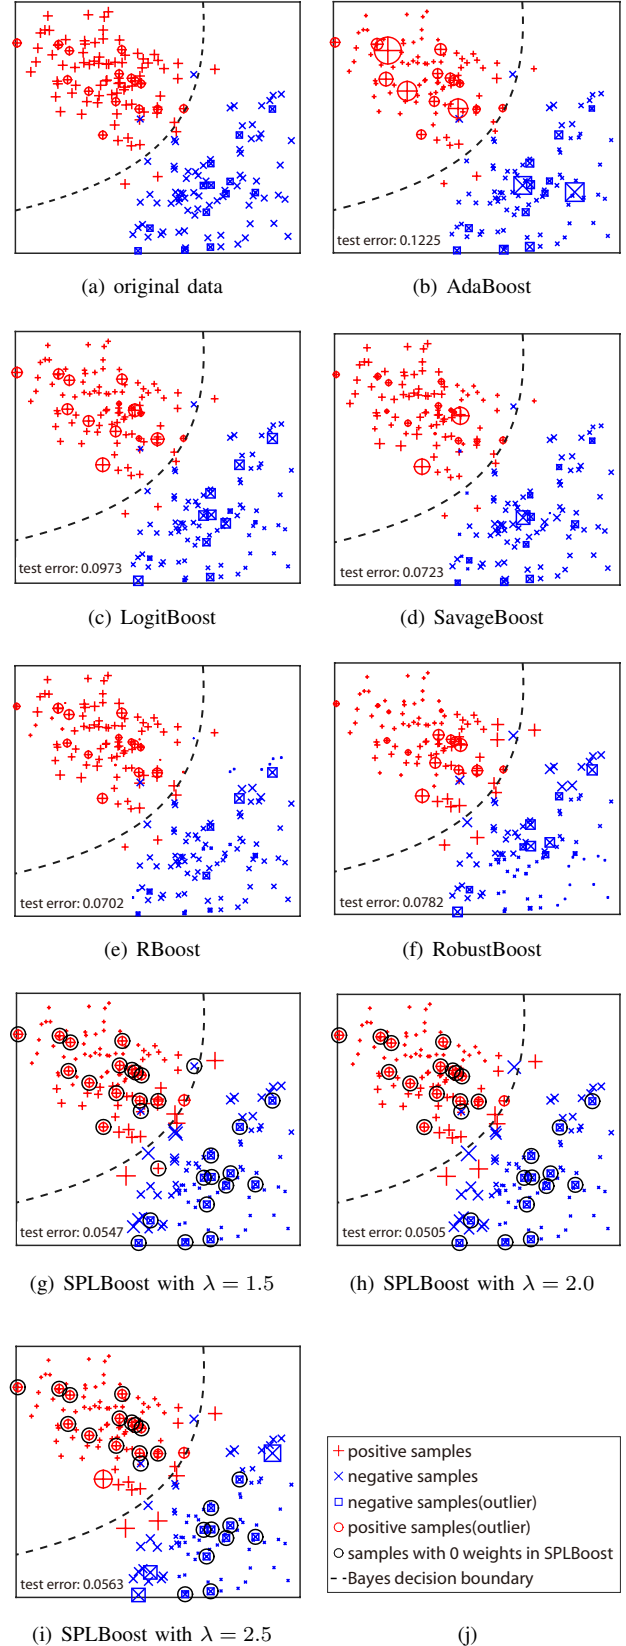 (a) original data
test error: 0.1225
(b) AdaBoost
test error: 0.0973
(c) LogitBoost
test error: 0.0723
(d) SavageBoost
test error: 0.0702
(e) RBoost
test error: 0.0782
(f) RobustBoost
test error: 0.0547
(g) SPLBoost with λ = 1.5
test error: 0.0505
(h) SPLBoost with λ = 2.0
test error: 0.0563
(i) SPLBoost with λ = 2.5
positive samples
negative samples
negative samples(outlier)
positive samples(outlier)
samples with 0 weights in SPLBoost
Bayes decision boundary
(j)